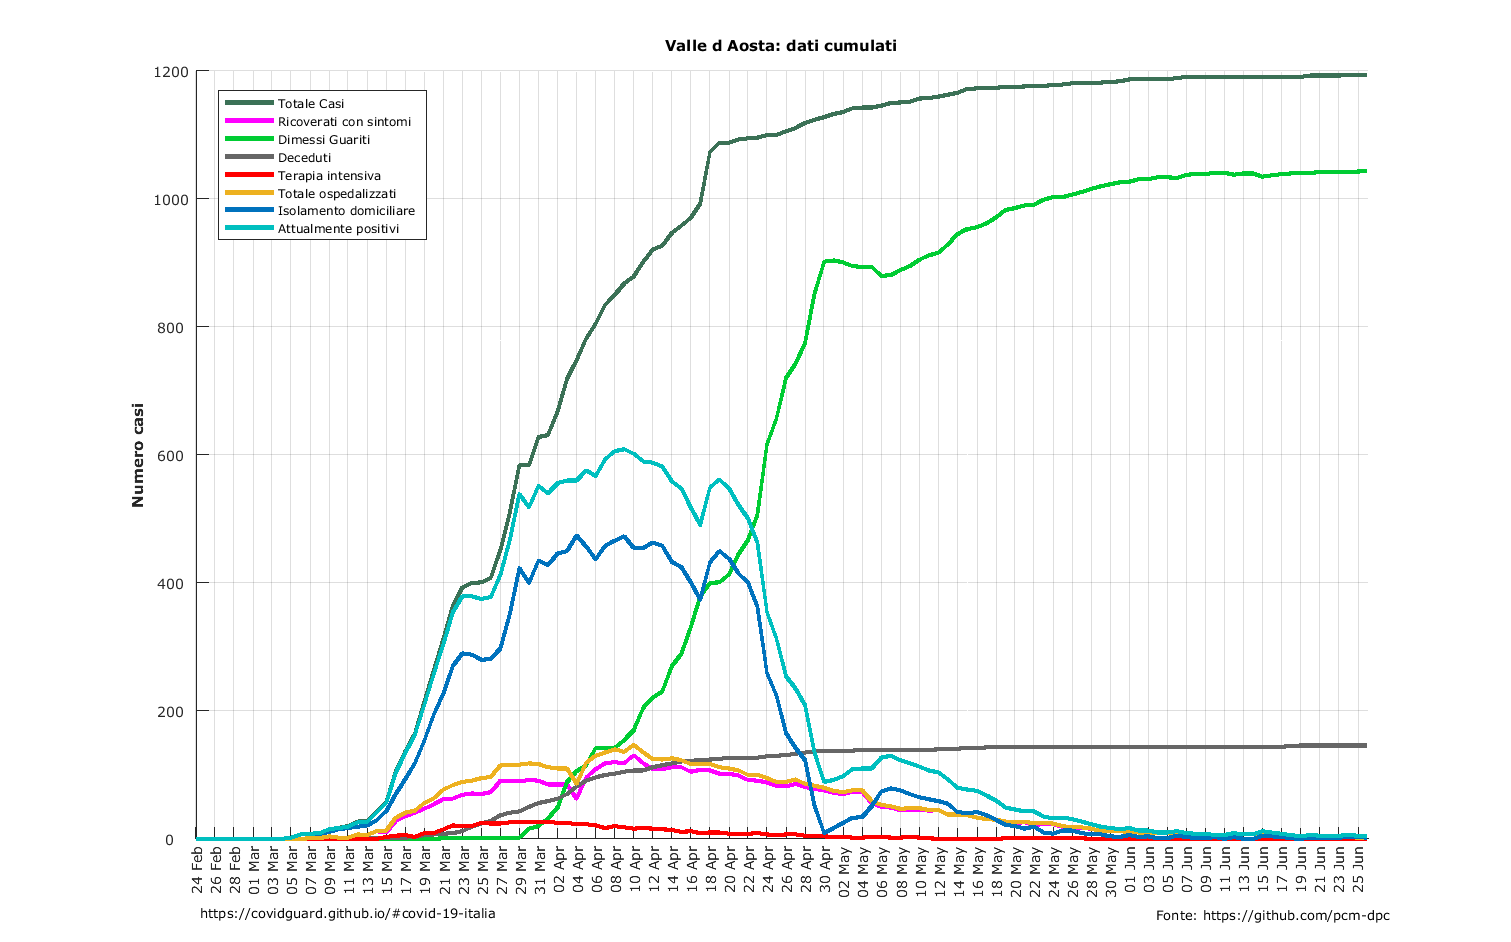 Valle d Aosta: dati cumulati
Numero casi
1200
1000
800
600
400
200
0
Totale Casi
Ricoverati con sintomi
Dimessi Guariti
Deceduti
Terapia intensiva
Totale ospedalizzati
Isolamento domiciliare
Attualmente positivi
24 Feb
26 Feb
28 Feb
01 Mar
03 Mar
05 Mar
07 Mar
09 Mar
11 Mar
13 Mar
15 Mar
17 Mar
19 Mar
21 Mar
23 Mar
25 Mar
27 Mar
29 Mar
31 Mar
02 Apr
04 Apr
06 Apr
08 Apr
10 Apr
12 Apr
14 Apr
16 Apr
18 Apr
20 Apr
22 Apr
24 Apr
26 Apr
28 Apr
30 Apr
02 May
04 May
06 May
08 May
10 May
12 May
14 May
16 May
18 May
20 May
22 May
24 May
26 May
28 May
30 May
01 Jun
03 Jun
05 Jun
07 Jun
09 Jun
11 Jun
13 Jun
15 Jun
17 Jun
19 Jun
21 Jun
23 Jun
25 Jun
https://covidguard.github.io/#covid-19-italia
Fonte: https://github.com/pcm-dpc